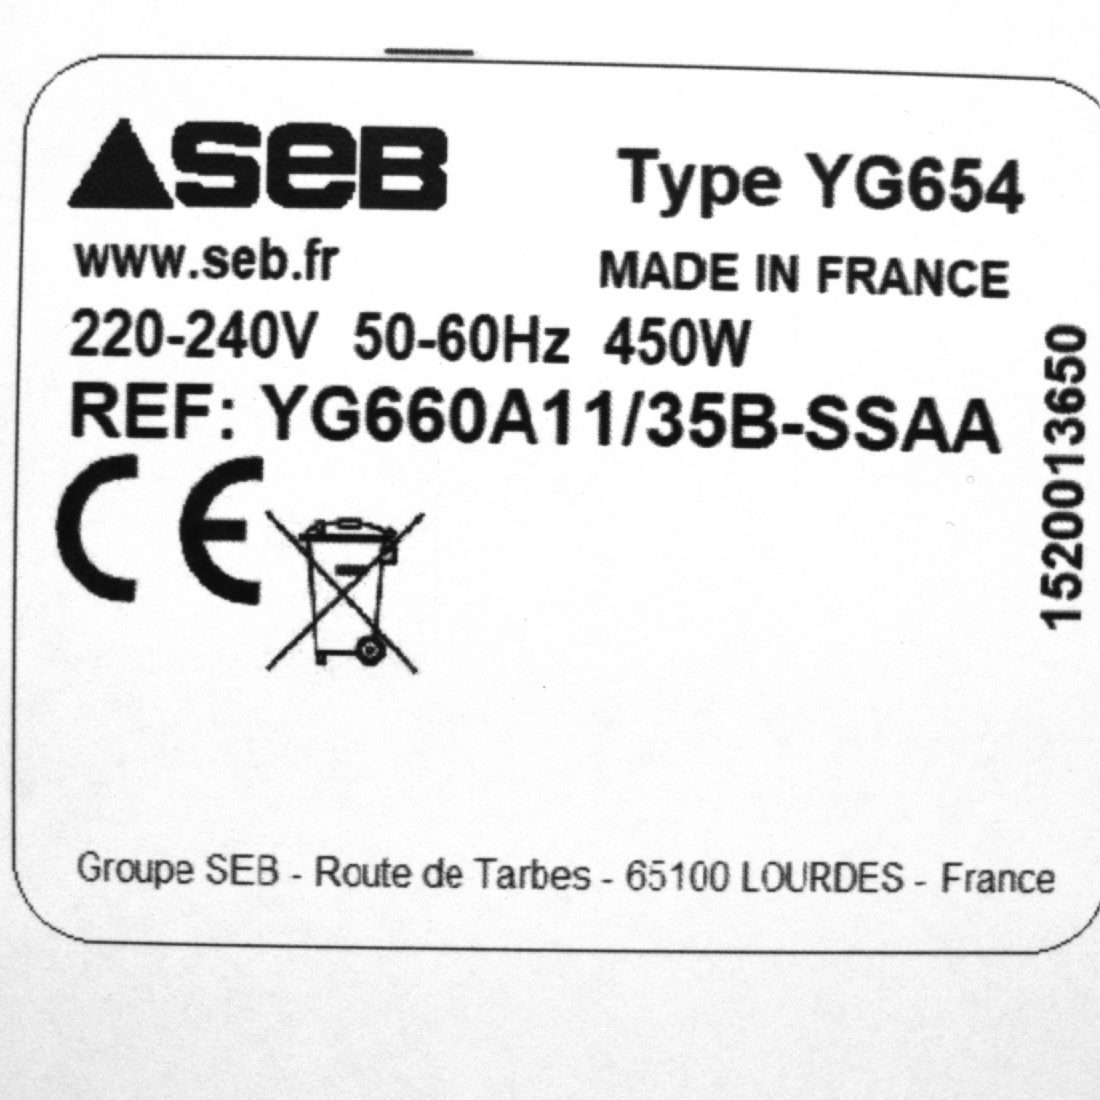 SEB
Type YG654
www.seb.fr
MADE IN FRANCE
220-240V 50-60Hz 450W
REF: YG660A11/35B-SSAA
CE
1520013650
Groupe SEB - Route de Tarbes - 65100 LOURDES - France